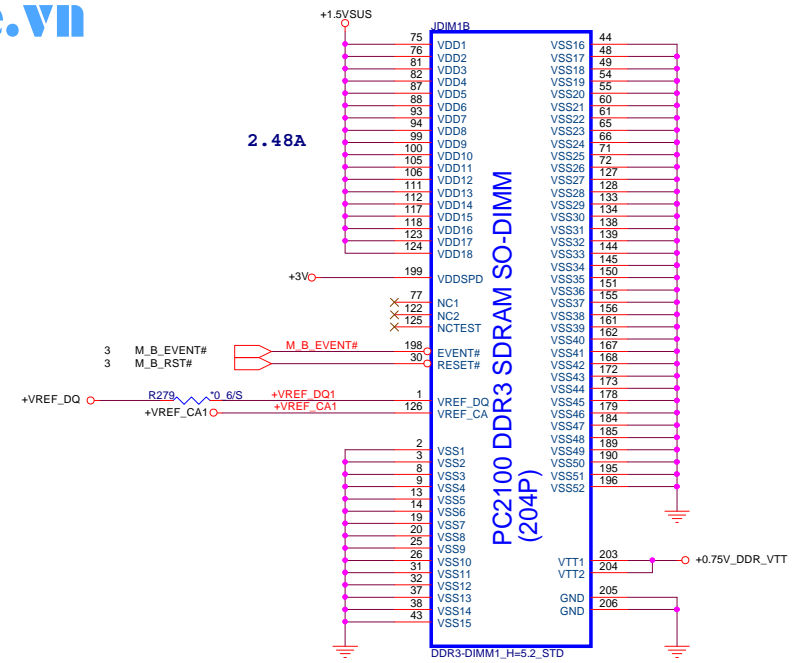 e.vn
+1.5VSUS
JDIM1B
75 VDD1 VSS16 44
76 VDD2 VSS17 48
81 VDD3 VSS18 49
82 VDD4 VSS19 54
87 VDD5 VSS20 55
88 VDD6 VSS21 60
93 VDD7 VSS22 61
94 VDD8 VSS23 65
2.48A
99 VDD9 VSS24 66
100 VDD10 VSS25 71
105 VDD11 VSS26 72
106 VDD12 VSS27 127
111 VDD13 VSS28 128
112 VDD14 VSS29 133
117 VDD15 VSS30 134
118 VDD16 VSS31 138
123 VDD17 VSS32 139
124 VDD18 VSS33 144
VSS34 145
+3V 199 VDDSPD VSS35 150
VSS36 151
77 NC1 VSS37 155
122 NC2 VSS38 156
125 NCTEST VSS39 161
VSS40 162
3 M_B_EVENT# M_B_EVENT# 198 EVENT# VSS41 167
3 M_B_RST# 30 RESET# VSS42 168
VSS43 172
VSS44 173
+VREF_DQ R279 *0_6/S +VREF_DQ1 1 VREF_DQ VSS45 178
+VREF_CA1 +VREF_CA1 126 VREF_CA VSS46 179
VSS47 184
VSS48 185
2 VSS1 VSS49 189
3 VSS2 VSS50 190
8 VSS3 VSS51 195
9 VSS4 VSS52 196
13 VSS5
14 VSS6
19 VSS7
20 VSS8
25 VSS9
26 VSS10 VTT1 203 +0.75V_DDR_VTT
31 VSS11 VTT2 204
32 VSS12
37 VSS13 GND 205
38 VSS14 GND 206
43 VSS15
PC2100 DDR3 SDRAM SO-DIMM
(204P)
DDR3-DIMM1_H=5.2_STD